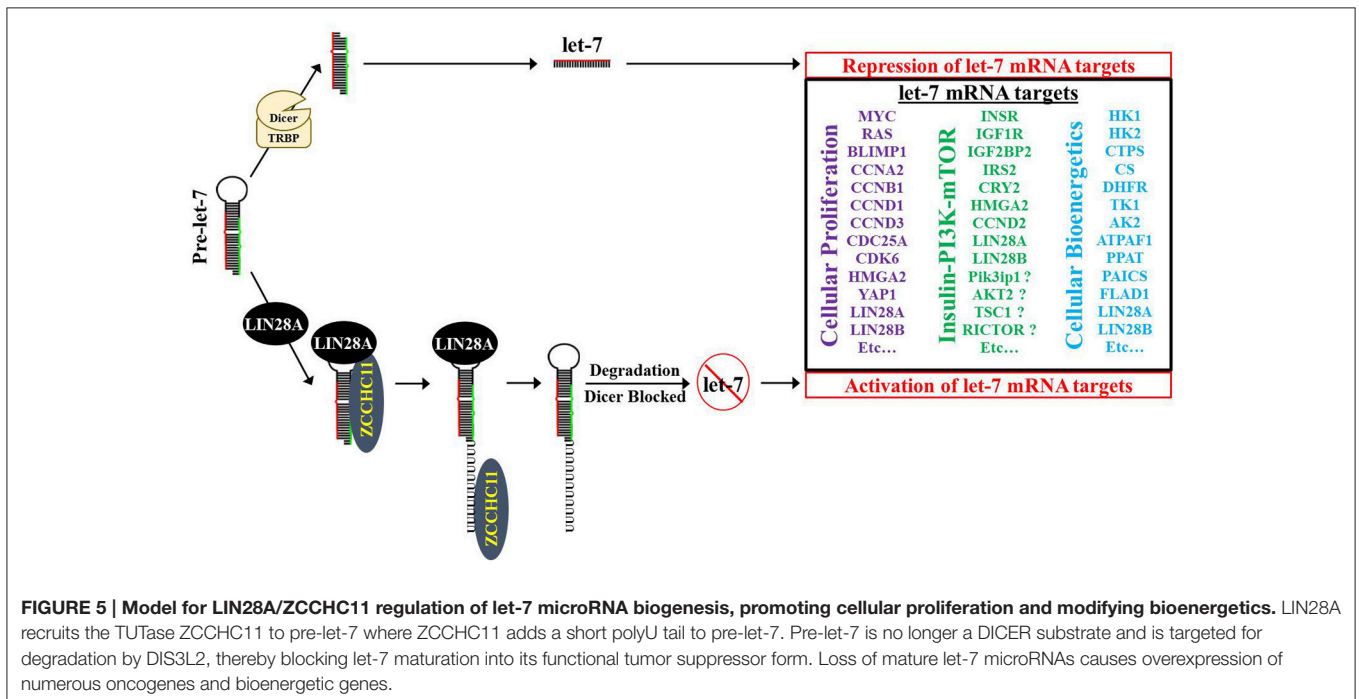 let-7
Dicer
TRBP
Pre-let-7
LIN28A
LIN28A
ZCCHC11
LIN28A
UUUUUUUUUUUU
ZCCHC11
UUUUUUUUUUUU
Degradation
Dicer Blocked
let-7
Repression of let-7 mRNA targets
let-7 mRNA targets
Cellular Proliferation
MYC
RAS
BLIMP1
CCNA2
CCNB1
CCND1
CCND3
CDC25A
CDK6
HMGA2
YAP1
LIN28A
LIN28B
Etc...
Insulin-PI3K-mTOR
INSR
IGF1R
IGF2BP2
IRS2
CRY2
HMGA2
CCND2
LIN28A
LIN28B
Pik3ip1 ?
AKT2 ?
TSC1 ?
RICTOR ?
Etc...
Cellular Bioenergetics
HK1
HK2
CTPS
CS
DHFR
TK1
AK2
ATPAF1
PPAT
PAICS
FLAD1
LIN28A
LIN28B
Etc...
Activation of let-7 mRNA targets
FIGURE 5 | Model for LIN28A/ZCCHC11 regulation of let-7 microRNA biogenesis, promoting cellular proliferation and modifying bioenergetics. LIN28A
recruits the TUTase ZCCHC11 to pre-let-7 where ZCCHC11 adds a short polyU tail to pre-let-7. Pre-let-7 is no longer a DICER substrate and is targeted for
degradation by DIS3L2, thereby blocking let-7 maturation into its functional tumor suppressor form. Loss of mature let-7 microRNAs causes overexpression of
numerous oncogenes and bioenergetic genes.